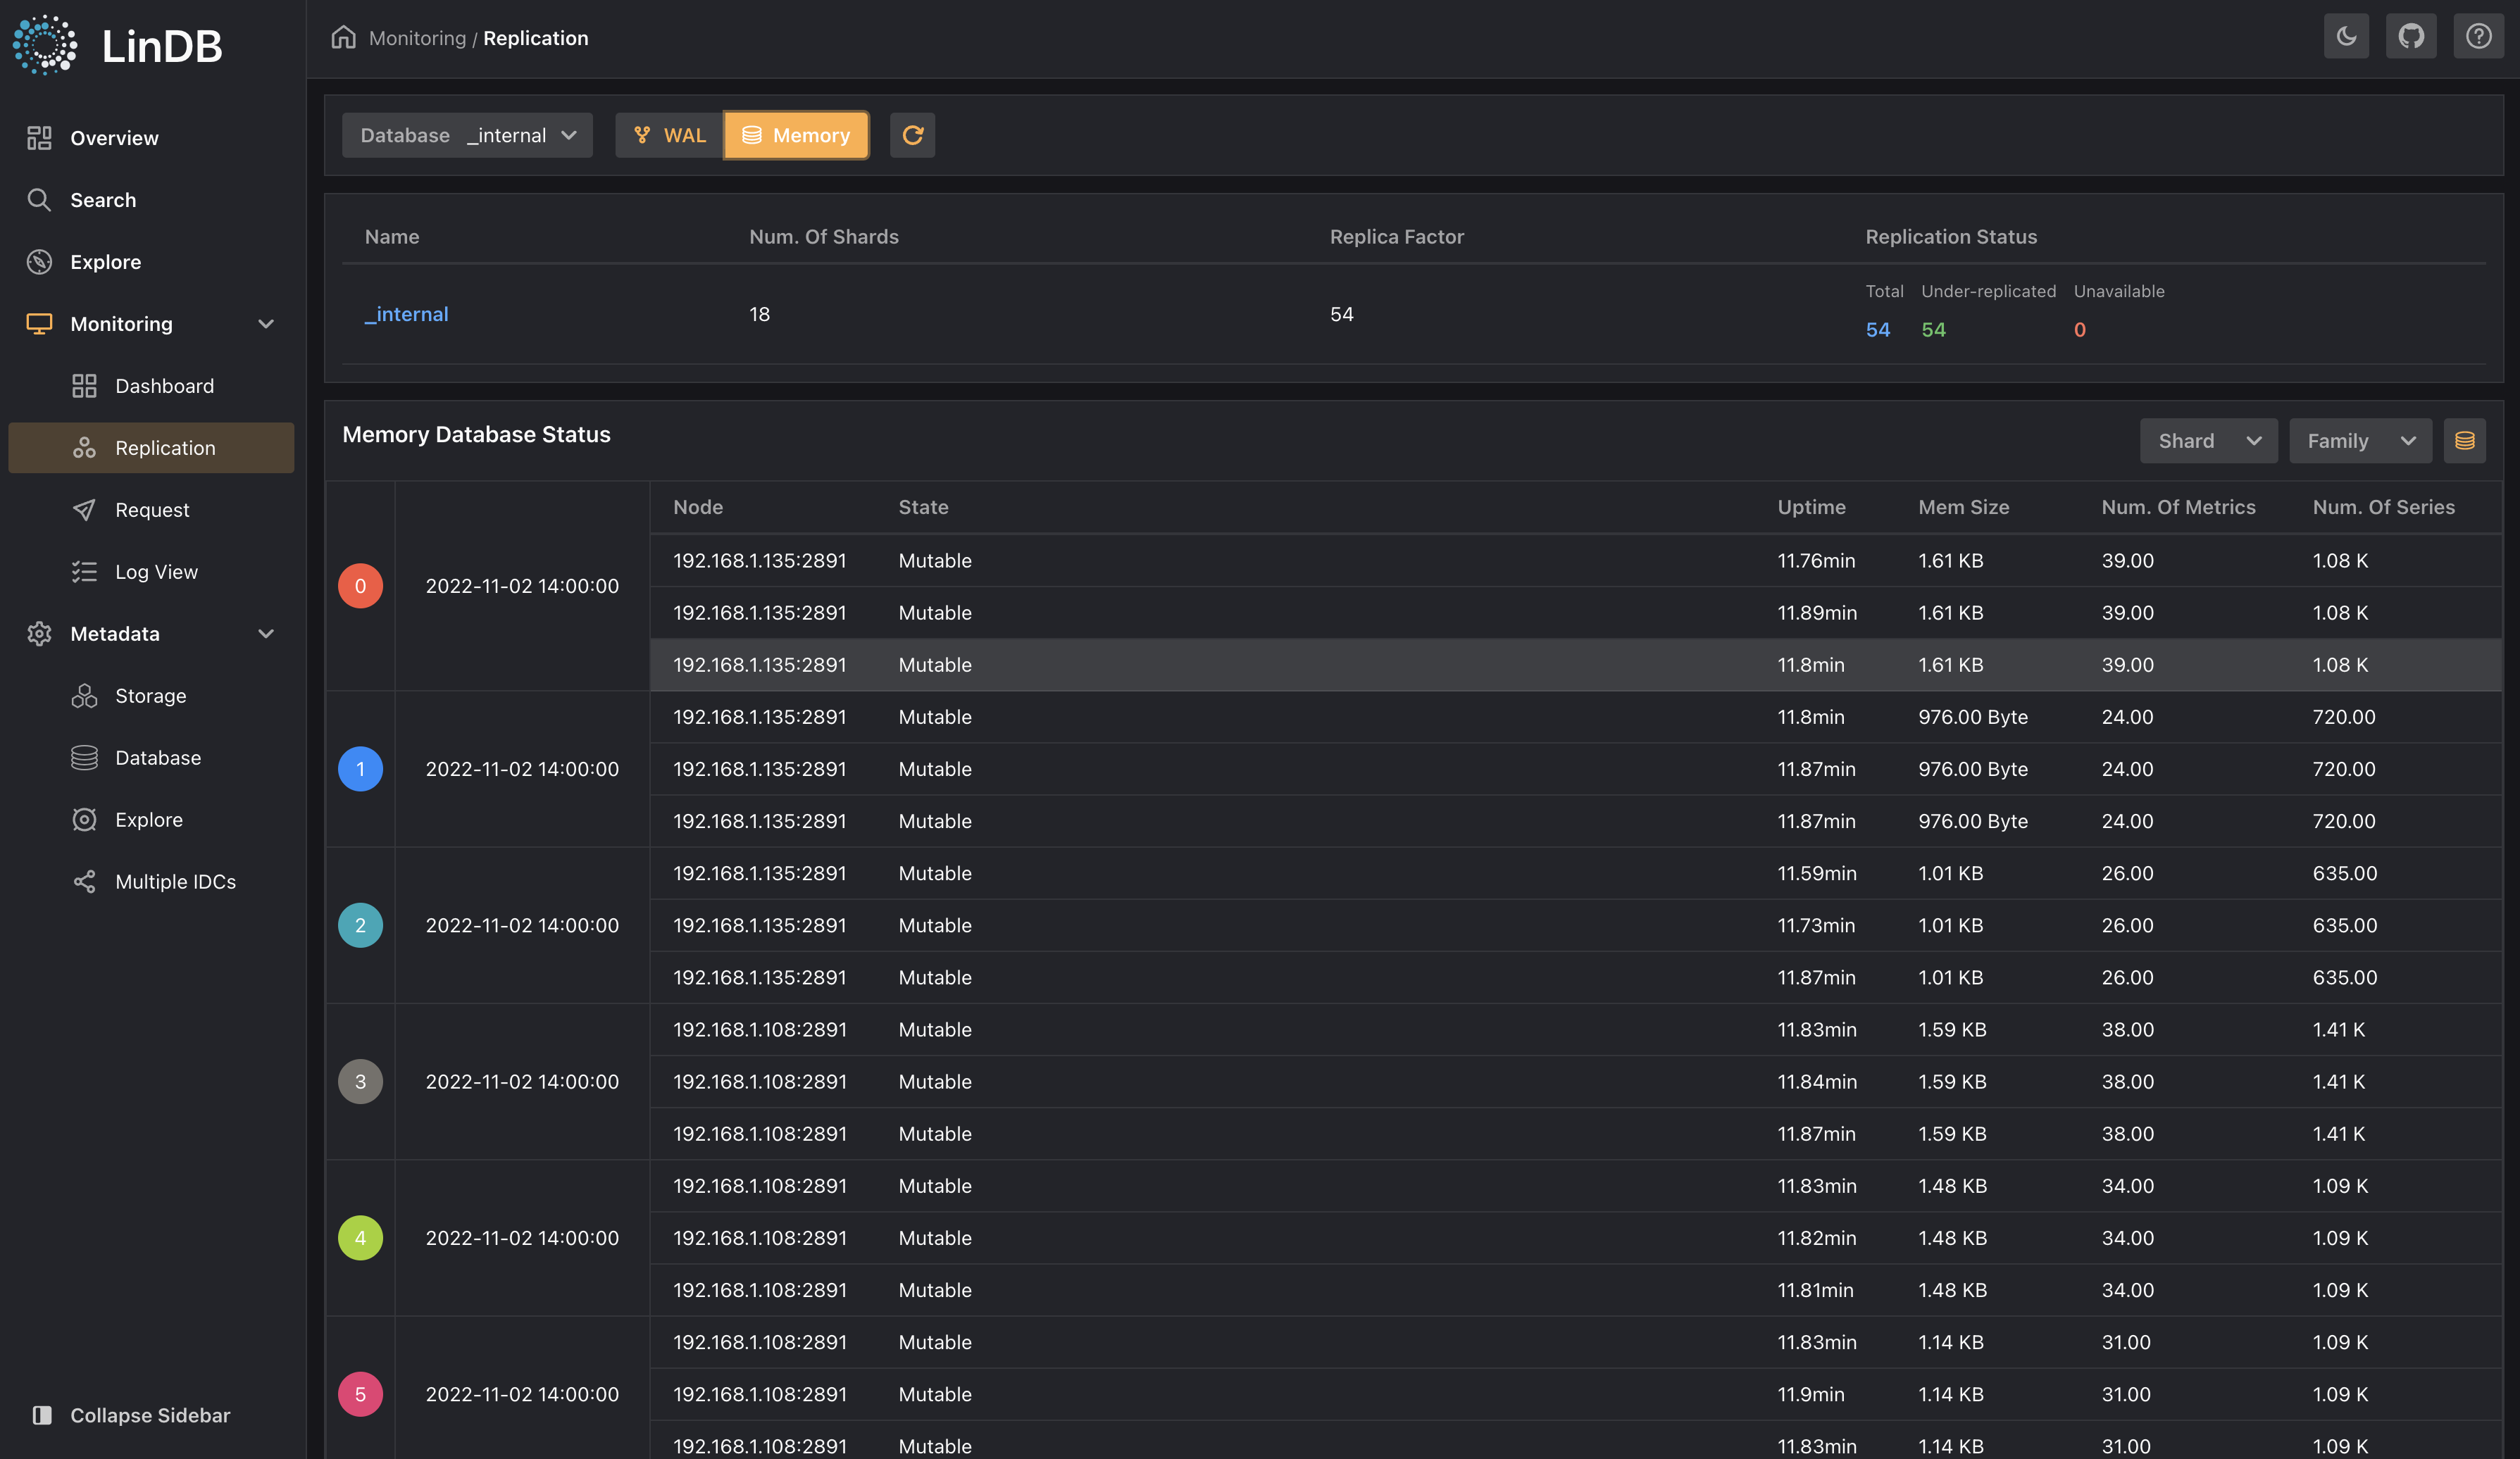 LinDB
Overview
Search
Explore
Monitoring
Dashboard
Replication
Request
Log View
Metadata
Storage
Database
Explore
Multiple IDCs
Collapse Sidebar
Monitoring / Replication
Database _internal WAL Memory
Name Num. Of Shards Replica Factor Replication Status
_internal 18 54
Total Under-replicated Unavailable
54 54 0
Memory Database Status Shard Family
Node State Uptime Mem Size Num. Of Metrics Num. Of Series
0 2022-11-02 14:00:00
192.168.1.135:2891 Mutable 11.76min 1.61 KB 39.00 1.08 K
192.168.1.135:2891 Mutable 11.89min 1.61 KB 39.00 1.08 K
192.168.1.135:2891 Mutable 11.8min 1.61 KB 39.00 1.08 K
1 2022-11-02 14:00:00
192.168.1.135:2891 Mutable 11.8min 976.00 Byte 24.00 720.00
192.168.1.135:2891 Mutable 11.87min 976.00 Byte 24.00 720.00
192.168.1.135:2891 Mutable 11.87min 976.00 Byte 24.00 720.00
2 2022-11-02 14:00:00
192.168.1.135:2891 Mutable 11.59min 1.01 KB 26.00 635.00
192.168.1.135:2891 Mutable 11.73min 1.01 KB 26.00 635.00
192.168.1.135:2891 Mutable 11.87min 1.01 KB 26.00 635.00
3 2022-11-02 14:00:00
192.168.1.108:2891 Mutable 11.83min 1.59 KB 38.00 1.41 K
192.168.1.108:2891 Mutable 11.84min 1.59 KB 38.00 1.41 K
192.168.1.108:2891 Mutable 11.87min 1.59 KB 38.00 1.41 K
4 2022-11-02 14:00:00
192.168.1.108:2891 Mutable 11.83min 1.48 KB 34.00 1.09 K
192.168.1.108:2891 Mutable 11.82min 1.48 KB 34.00 1.09 K
192.168.1.108:2891 Mutable 11.81min 1.48 KB 34.00 1.09 K
5 2022-11-02 14:00:00
192.168.1.108:2891 Mutable 11.83min 1.14 KB 31.00 1.09 K
192.168.1.108:2891 Mutable 11.9min 1.14 KB 31.00 1.09 K
192.168.1.108:2891 Mutable 11.83min 1.14 KB 31.00 1.09 K